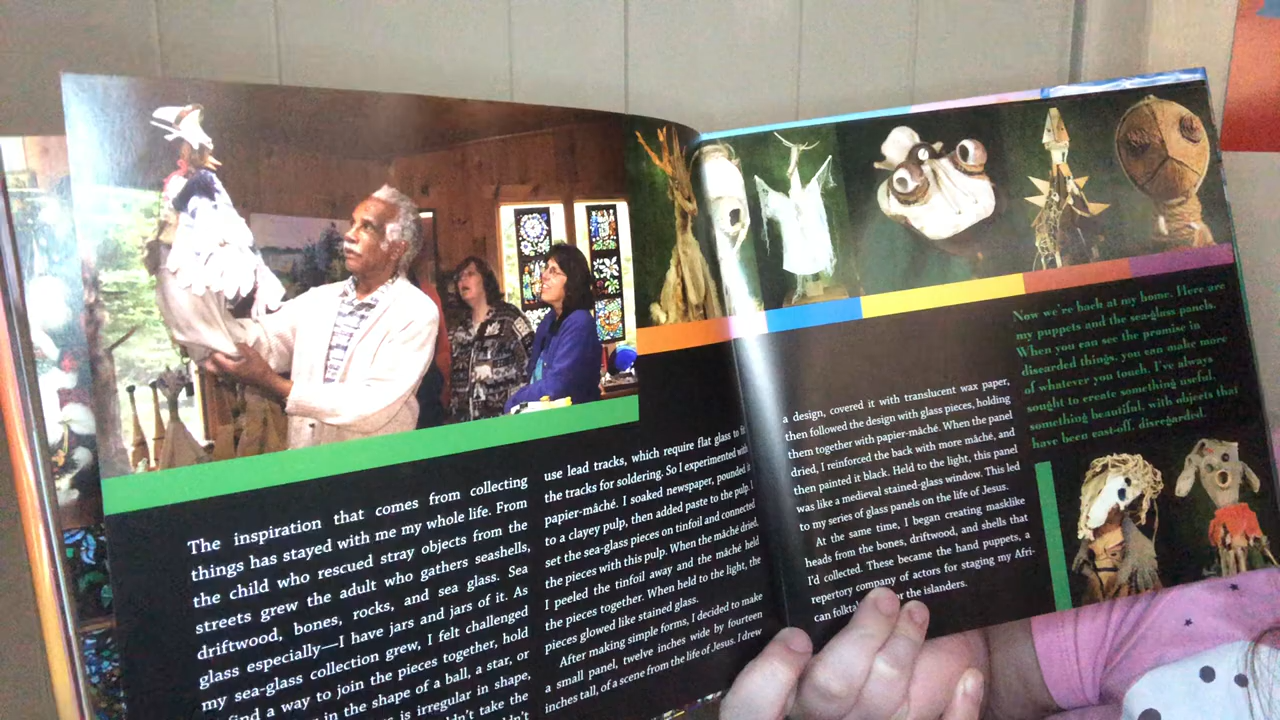 The inspiration that comes from collecting
things has stayed with me my whole life. From
the child who rescued stray objects from the
streets grew the adult who gathers seashells,
driftwood, bones, rocks, and sea glass. Sea
glass especially—I have jars and jars of it. As
my sea-glass collection grew, I felt challenged
find a way to join the pieces together, hold
in the shape of a ball, a star, or
is irregular in shape,
take the
use lead tracks, which require flat glass to fit
the tracks for soldering. So I experimented with
papier-mâché. I soaked newspaper, pounded it
to a clayey pulp, then added paste to the pulp. I
set the sea-glass pieces on tinfoil and connected
the pieces with this pulp. When the mâché dried,
I peeled the tinfoil away and the mâché held
the pieces together. When held to the light, the
pieces glowed like stained glass.
After making simple forms, I decided to make
a small panel, twelve inches wide by fourteen
inches tall, of a scene from the life of Jesus. I drew
a design, covered it with translucent wax paper,
then followed the design with glass pieces, holding
them together with papier-mâché. When the panel
dried, I reinforced the back with more mâché, and
then painted it black. Held to the light, this panel
was like a medieval stained-glass window. This led
to my series of glass panels on the life of Jesus.
At the same time, I began creating masklike
heads from the bones, driftwood, and shells that
I'd collected. These became the hand puppets, a
repertory company of actors for staging my Afri-
can the islanders.
Now we're back at my home. Here are
my puppets and the sea-glass panels.
When you can see the promise in
discarded things, you can make more
of whatever you touch. I've always
sought to create something useful,
something beautiful, with objects that
have been cast-off, disregarded.